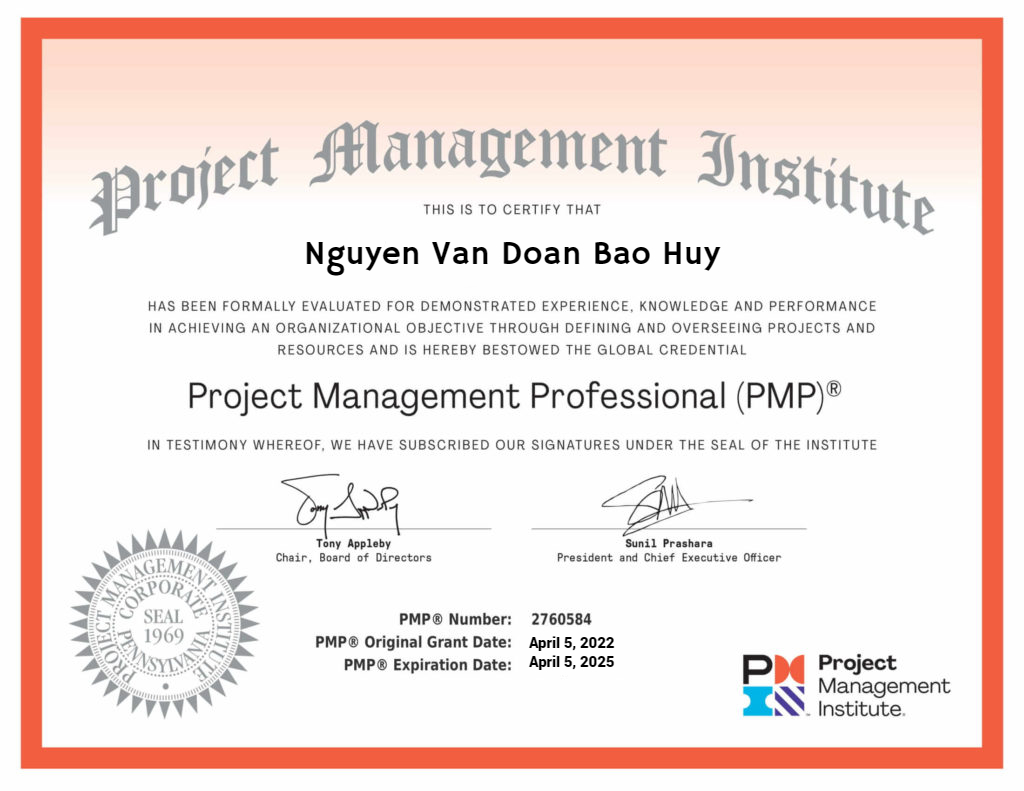 Project Management Institute
THIS IS TO CERTIFY THAT
Nguyen Van Doan Bao Huy
HAS BEEN FORMALLY EVALUATED FOR DEMONSTRATED EXPERIENCE, KNOWLEDGE AND PERFORMANCE
IN ACHIEVING AN ORGANIZATIONAL OBJECTIVE THROUGH DEFINING AND OVERSEEING PROJECTS AND
RESOURCES AND IS HEREBY BESTOWED THE GLOBAL CREDENTIAL
Project Management Professional (PMP)®
IN TESTIMONY WHEREOF, WE HAVE SUBSCRIBED OUR SIGNATURES UNDER THE SEAL OF THE INSTITUTE
Tony Appleby
Tony Appleby
Chair, Board of Directors
Sunil Prashara
President and Chief Executive Officer
PROJECT MANAGEMENT INSTITUTE
CORPORATE
SEAL
1969
PENNSYLVANIA
PMP® Number: 2760584
PMP® Original Grant Date: April 5, 2022
PMP® Expiration Date: April 5, 2025
PM
Project
Management
Institute.